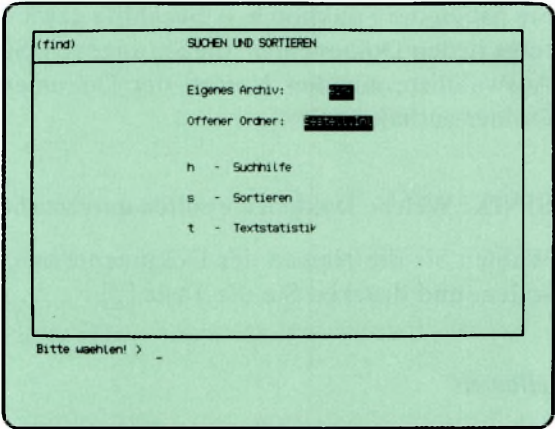 (find) SUCHEN UND SORTIEREN
Eigenes Archiv:
Offener Ordner:
h - Suchhilfe
s - Sortieren
t - Textstatistik
Bitte waehlen! > _